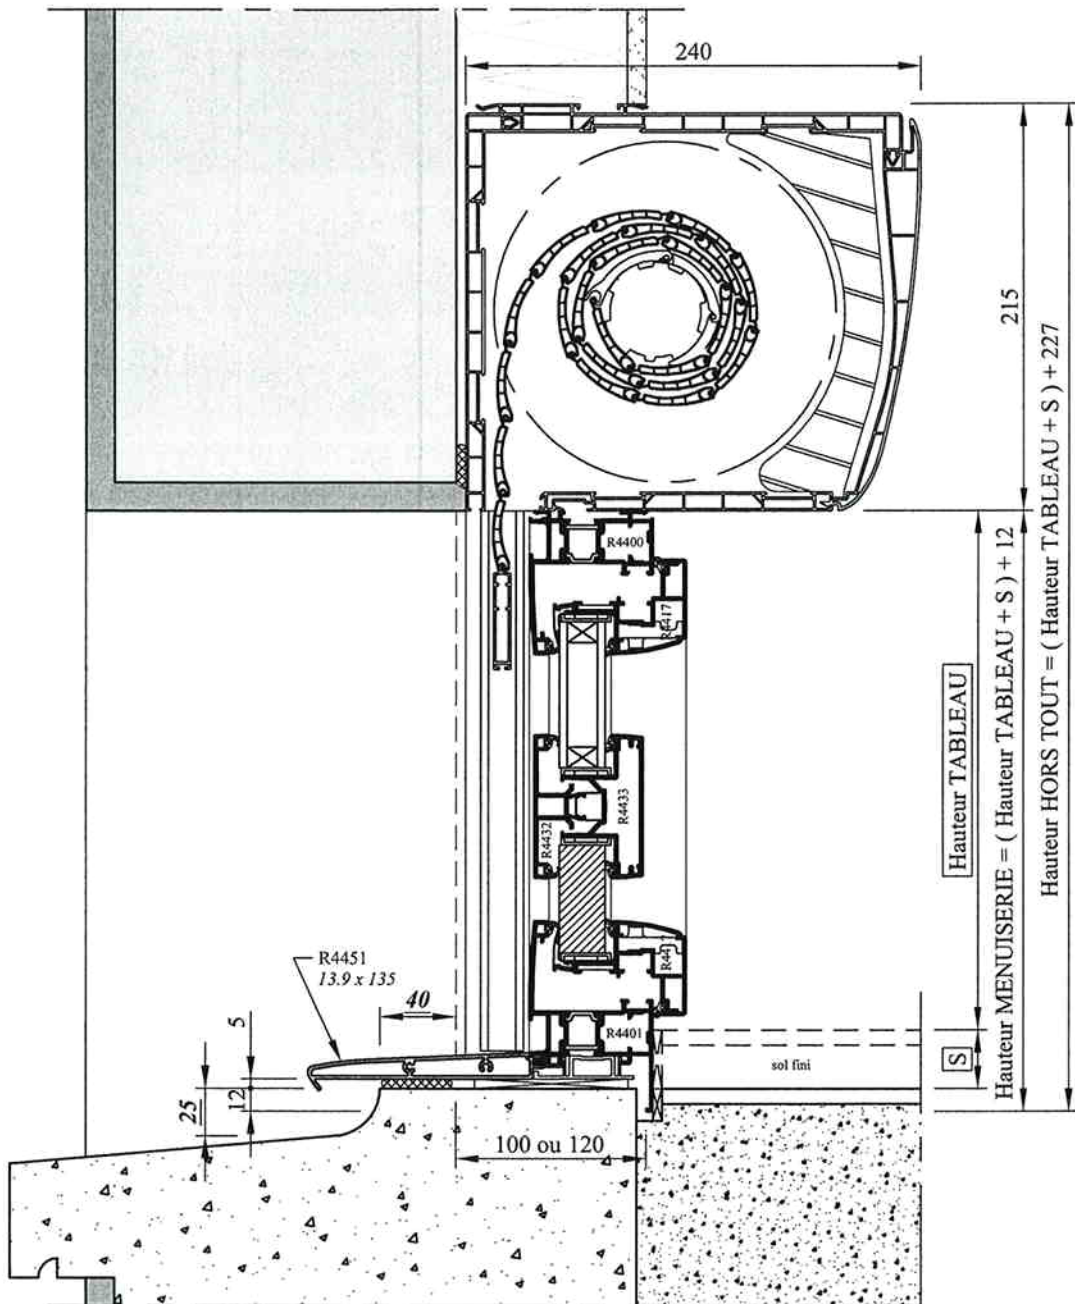 240
215
Hauteur HORS TOUT = ( Hauteur TABLEAU + S ) + 227
Hauteur MENUISERIE = ( Hauteur TABLEAU + S ) + 12
Hauteur TABLEAU
R4400
R4417
R4433
R4432
R4451
13.9 x 135
40
R4401
5
12
25
sol fini
S
100 ou 120